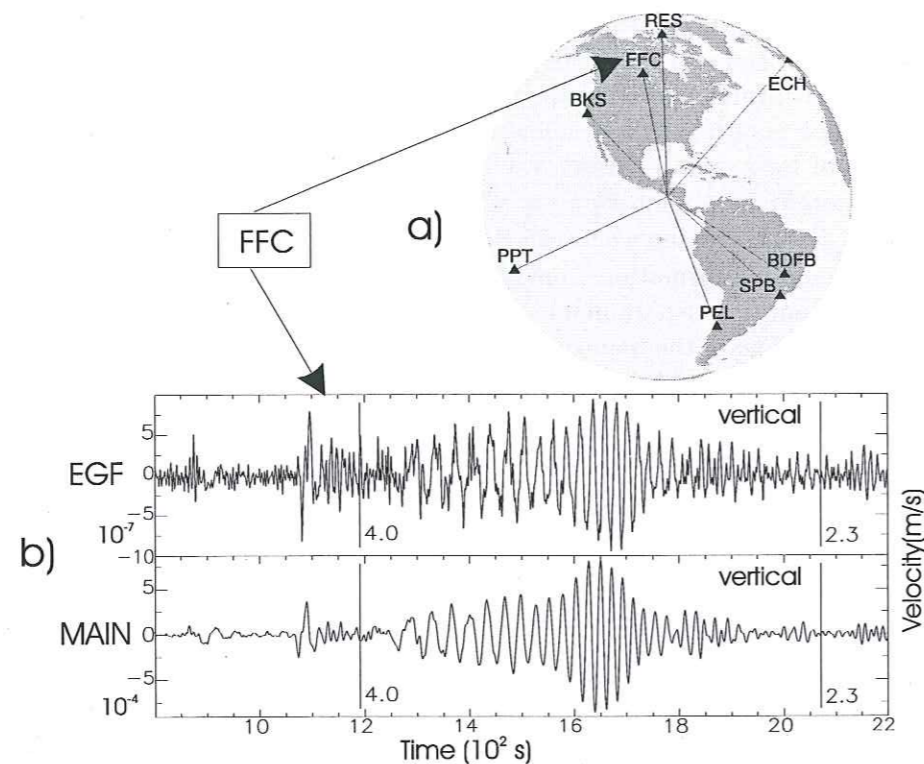 RES
FFC
ECH
BKS
FFC
a)
PPT
BDFB
SPB
PEL
vertical
5
EGF
0
-5
10-7
4.0
2.3
-10
b)
vertical
5
MAIN
0
-5
10-4
4.0
2.3
Velocity(m/s)
10 12 14 16 18 20 22
Time (10² s)